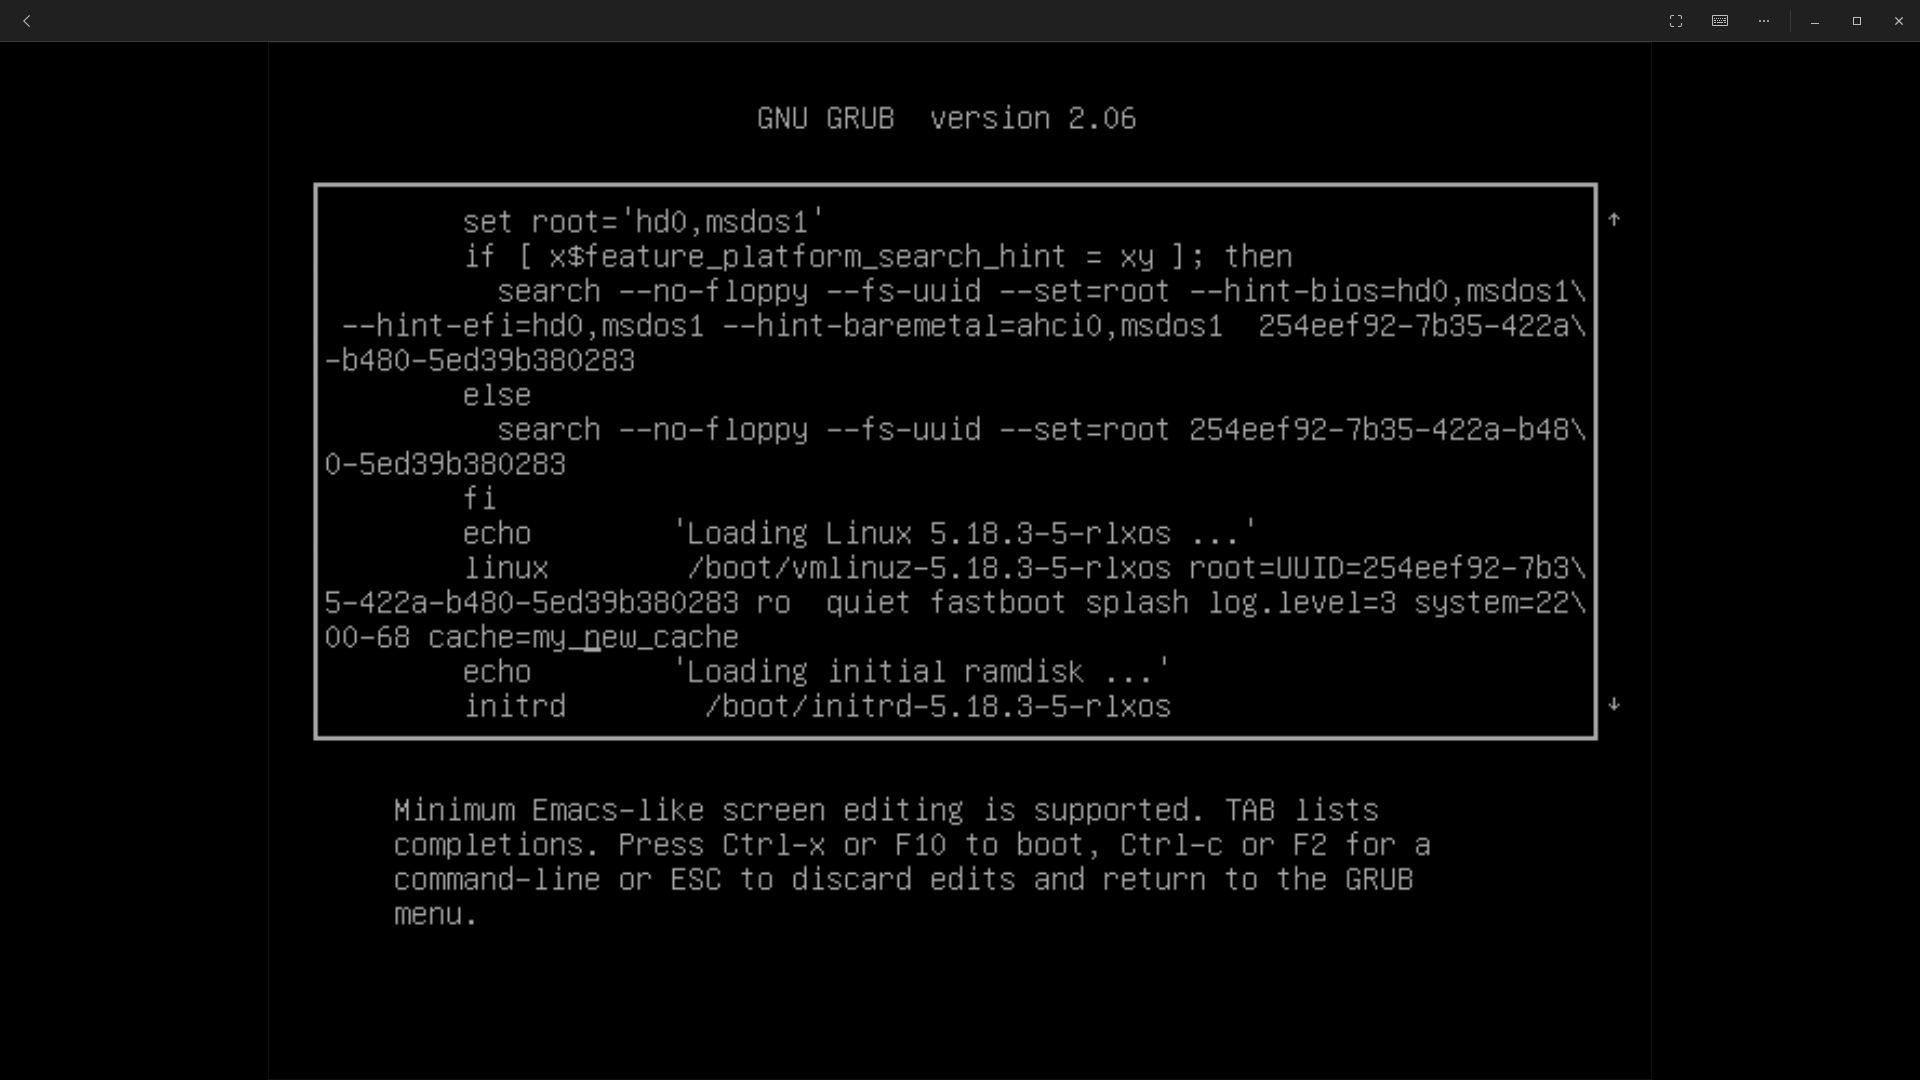 GNU GRUB  version 2.06
set root='hd0,msdos1'
if [ x$feature_platform_search_hint = xy ]; then
search --no-floppy --fs-uuid --set=root --hint-bios=hd0,msdos1\
--hint-efi=hd0,msdos1 --hint-baremetal=ahci0,msdos1  254eef92-7b35-422a\
-b480-5ed39b380283
else
search --no-floppy --fs-uuid --set=root 254eef92-7b35-422a-b48\
0-5ed39b380283
fi
echo 'Loading Linux 5.18.3-5-rlxos ...'
linux /boot/vmlinuz-5.18.3-5-rlxos root=UUID=254eef92-7b3\
5-422a-b480-5ed39b380283 ro  quiet fastboot splash log.level=3 system=22\
00-68 cache=my_new_cache
echo 'Loading initial ramdisk ...'
initrd /boot/initrd-5.18.3-5-rlxos
Minimum Emacs-like screen editing is supported. TAB lists
completions. Press Ctrl-x or F10 to boot, Ctrl-c or F2 for a
command-line or ESC to discard edits and return to the GRUB
menu.